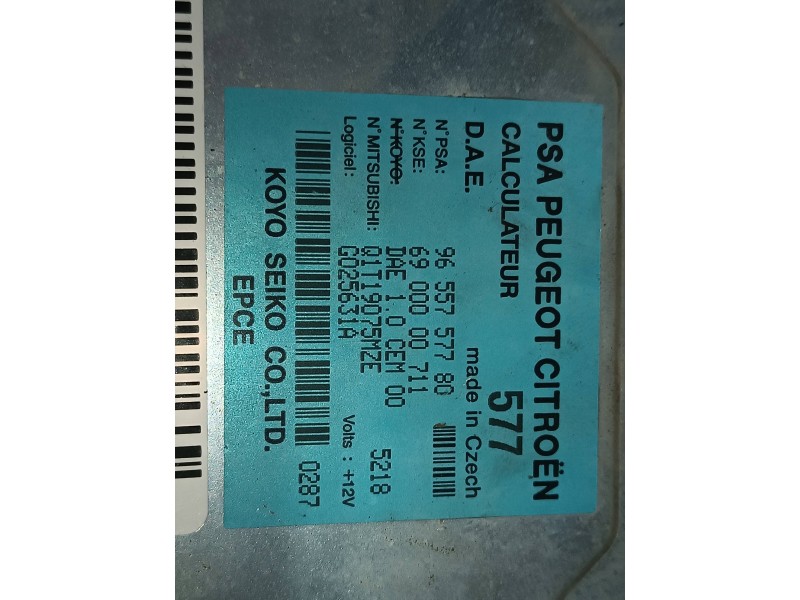 PSA PEUGEOT CITROËN
CALCULATEUR 577
D.A.E. made in Czech
N°PSA: 96 557 577 80
N°KSE: 69 000 00 711
N°KOYO: DAE 1.0 CEM 00 5218
N°MITSUBISHI: Q1T19075MZE
Logiciel: G025631A Volts : +12V
0287
KOYO SEIKO CO.,LTD.
EPCE